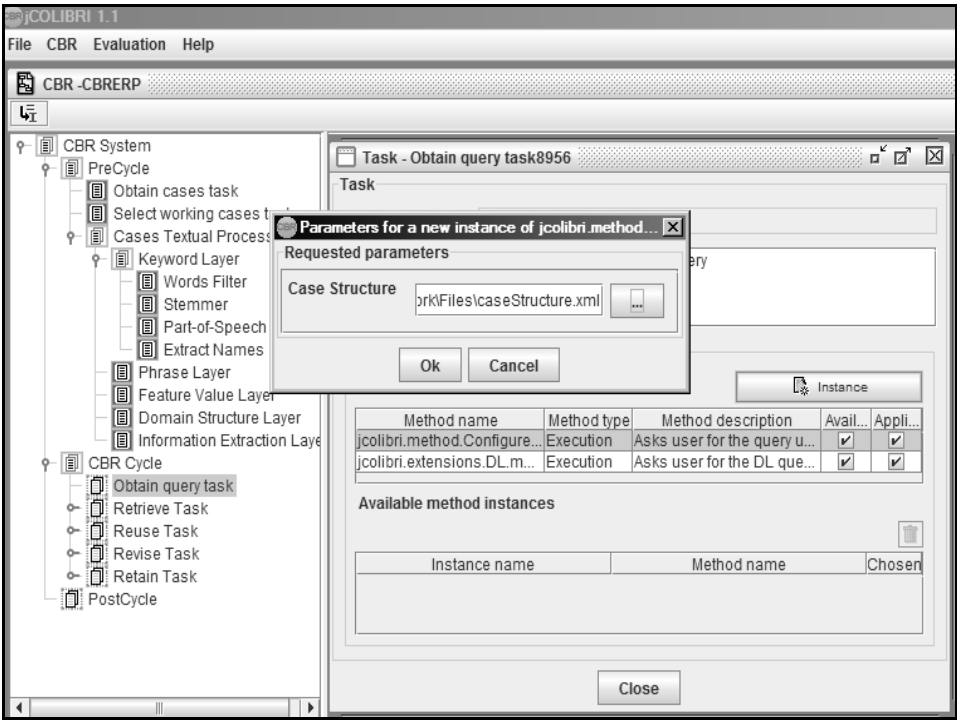 CBR jCOLIBRI 1.1
File CBR Evaluation Help
CBR -CBRERP
CBR System
PreCycle
Obtain cases task
Select working cases t
Cases Textual Process
Keyword Layer
Words Filter
Stemmer
Part-of-Speech
Extract Names
Phrase Layer
Feature Value Layer
Domain Structure Layer
Information Extraction Laye
CBR Cycle
Obtain query task
Retrieve Task
Reuse Task
Revise Task
Retain Task
PostCycle
Task - Obtain query task8956
Task
ery
CBR Parameters for a new instance of jcolibri.method...
Requested parameters
Case Structure
ork\Files\caseStructure.xml
...
Ok Cancel
Instance
Method name Method type Method description Avail... Appli...
jcolibri.method.Configure... Execution Asks user for the query u...
jcolibri.extensions.DL.m... Execution Asks user for the DL que...
Available method instances
Instance name Method name Chosen
Close